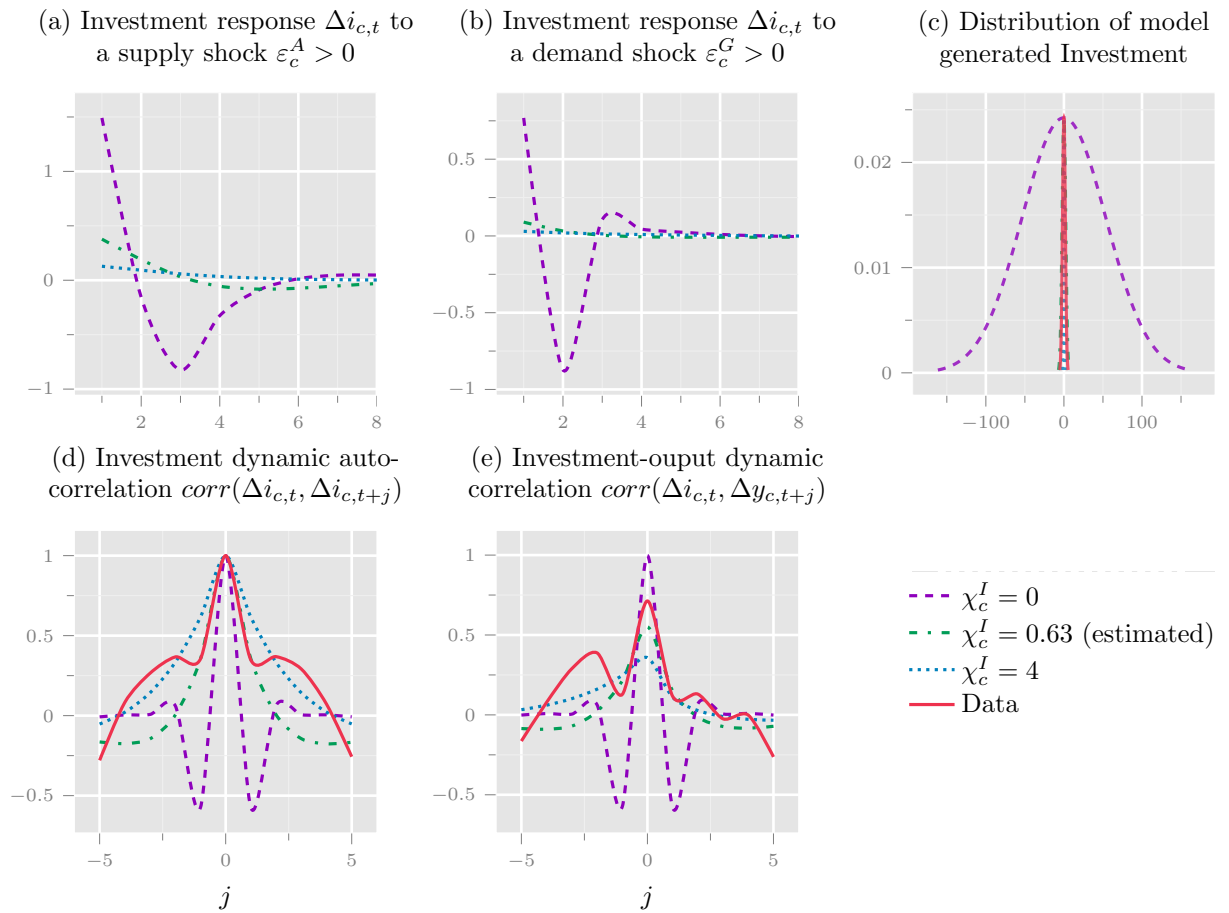 (a) Investment response Δi_{c,t} to
a supply shock ε_c^A > 0
(b) Investment response Δi_{c,t} to
a demand shock ε_c^G > 0
(c) Distribution of model
generated Investment
1
0
−1
2
4
6
8
0.5
0
−0.5
−1
2
4
6
8
0.02
0.01
0
−100
0
100
(d) Investment dynamic auto-
correlation corr(Δi_{c,t}, Δi_{c,t+j})
(e) Investment-ouput dynamic
correlation corr(Δi_{c,t}, Δy_{c,t+j})
1
0.5
0
−0.5
−5
0
5
j
1
0.5
0
−0.5
−5
0
5
j
χ_c^I = 0
χ_c^I = 0.63 (estimated)
χ_c^I = 4
Data